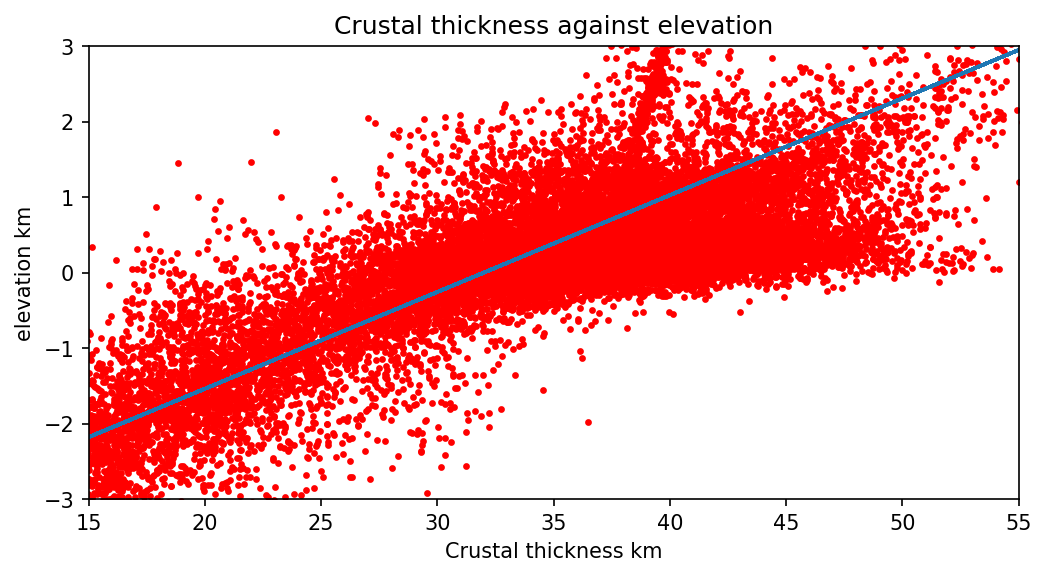 Crustal thickness against elevation
3
2
1
0
−1
−2
−3
elevation km
15 20 25 30 35 40 45 50 55
Crustal thickness km